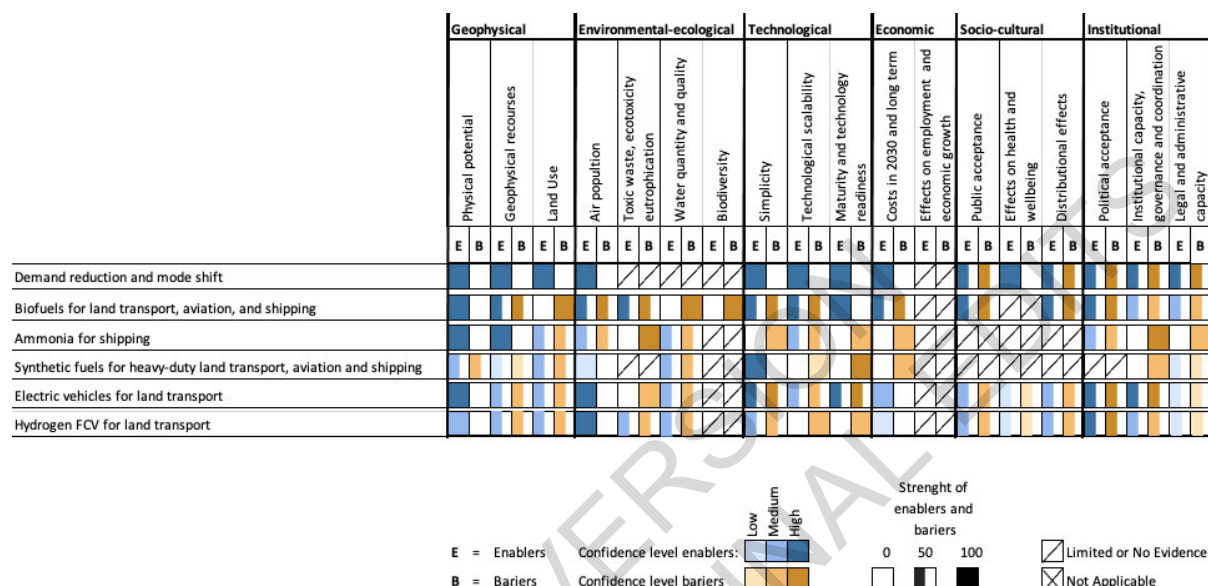 Geophysical Environmental-ecological Technological Economic Socio-cultural Institutional
Physical potential
Geophysical recourses
Land Use
Air popultion
Toxic waste, ecotoxicity
eutrophication
Water quantity and quality
Biodiversity
Simplicity
Technological scalability
Maturity and technology
readiness
Costs in 2030 and long term
Effects on employment and
economic growth
Public acceptance
Effects on health and
wellbeing
Distributional effects
Political acceptance
Institutional capacity,
governance and coordination
Legal and administrative
capacity
E B E B E B E B E B E B E B E B E B E B E B E B E B E B E B E B E B E B
Demand reduction and mode shift
Biofuels for land transport, aviation, and shipping
Ammonia for shipping
Synthetic fuels for heavy-duty land transport, aviation and shipping
Electric vehicles for land transport
Hydrogen FCV for land transport
Low
Medium
High
Strenght of
enablers and
bariers
E = Enablers Confidence level enablers: 0 50 100 Limited or No Evidence
B = Bariers Confidence level bariers Not Applicable
VERSION
EDITS